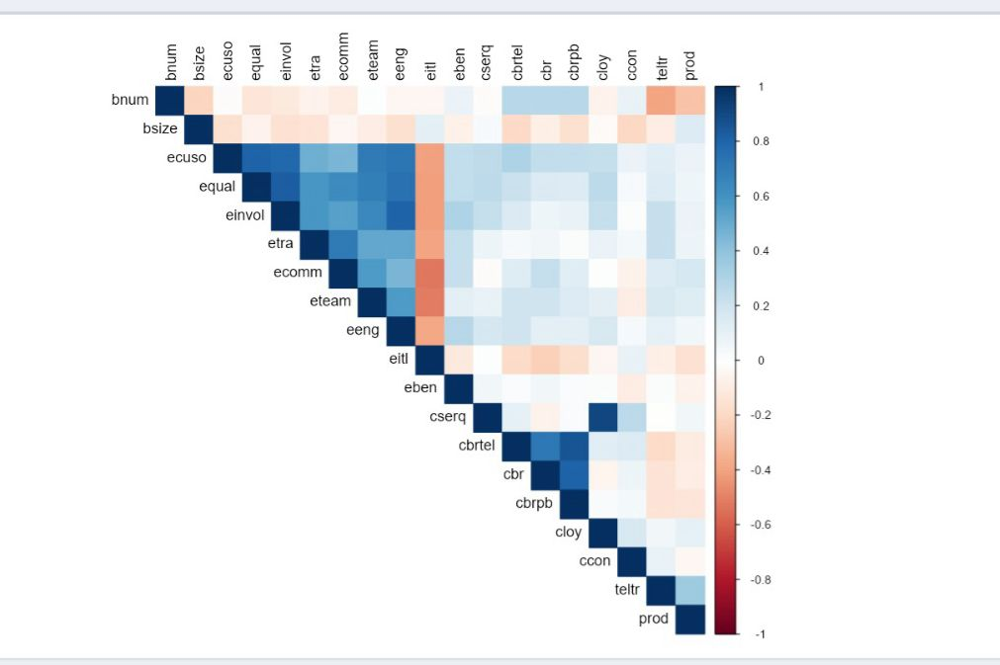 bnum bsize ecuso equal einvol etra ecomm eteam eeng eitl eben cserq cbrtel cbr cbrpb cloy ccon teltr prod
bnum
bsize
ecuso
equal
einvol
etra
ecomm
eteam
eeng
eitl
eben
cserq
cbrtel
cbr
cbrpb
cloy
ccon
teltr
prod
1
0.8
0.6
0.4
0.2
0
-0.2
-0.4
-0.6
-0.8
-1